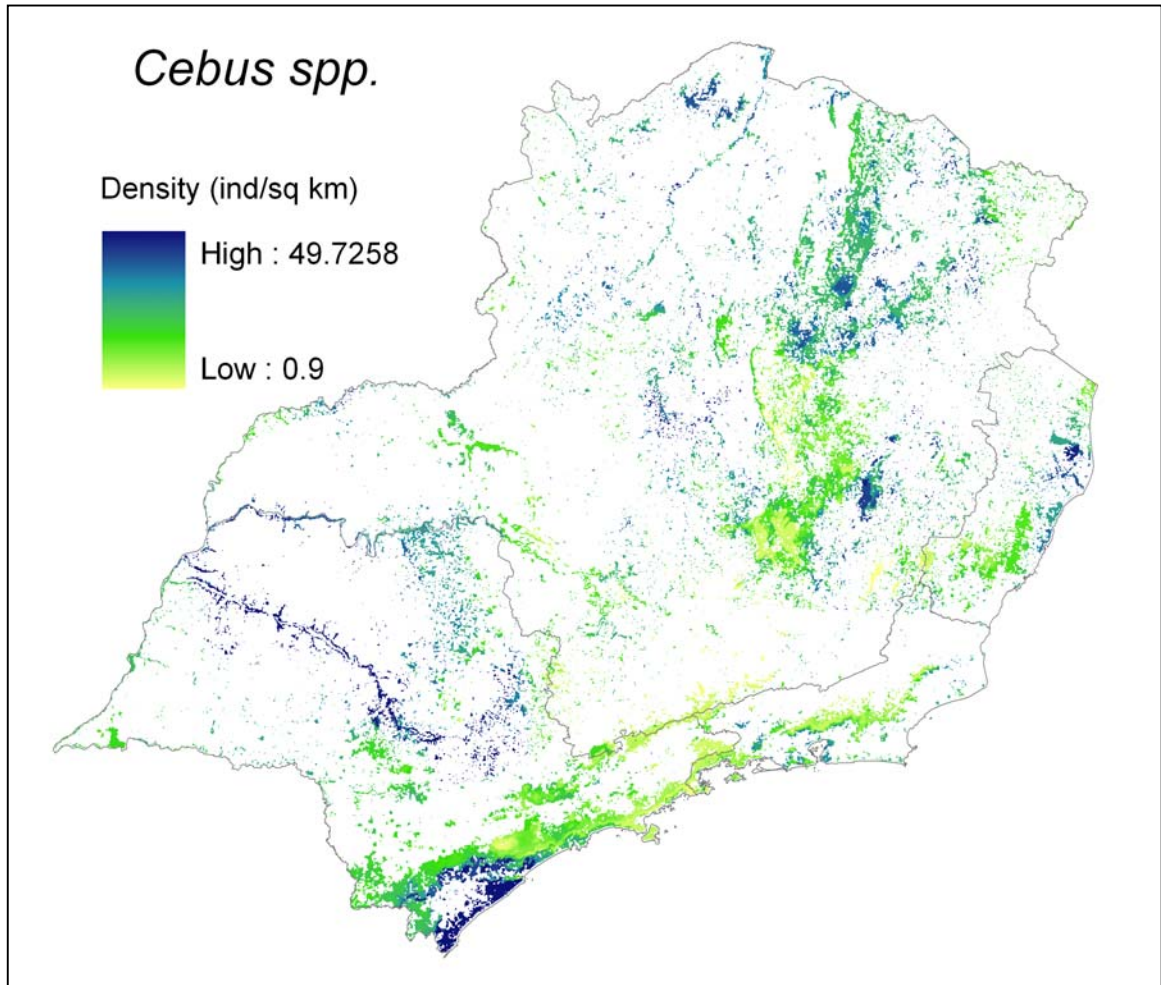 Cebus spp.
Density (ind/sq km)
High : 49.7258
Low : 0.9